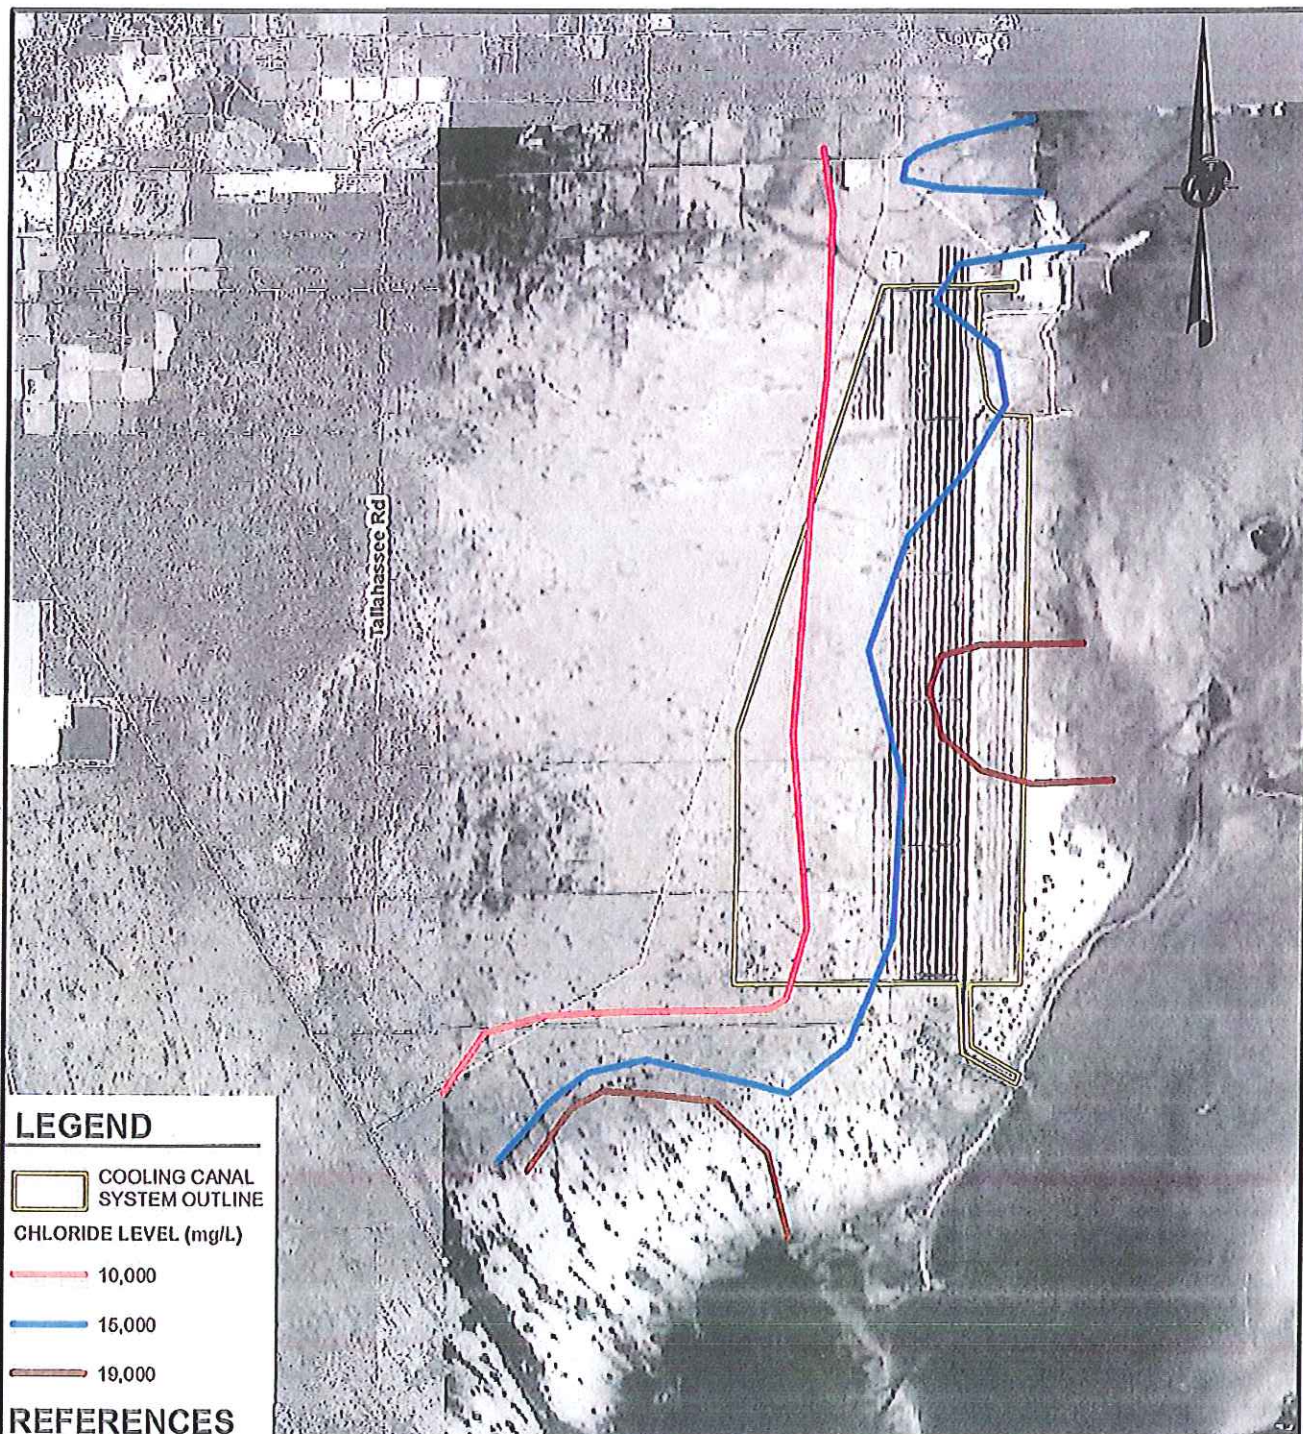 Tallahassee Rd
LEGEND
COOLING CANAL
SYSTEM OUTLINE
CHLORIDE LEVEL (mg/L)
10,000
15,000
19,000
REFERENCES